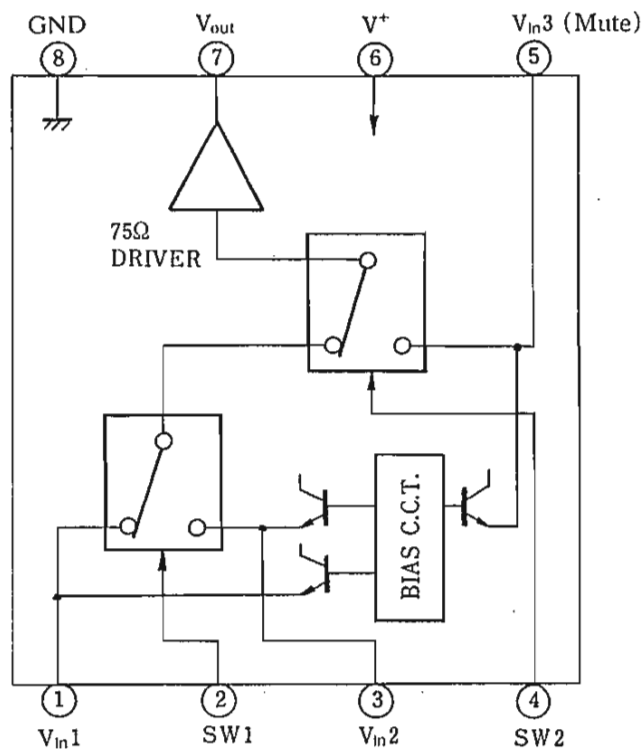 GND Vout V+ VIn3 (Mute)
8 7 6 5
75Ω
DRIVER
BIAS C.C.T.
1 2 3 4
VIn1 SW1 VIn2 SW2